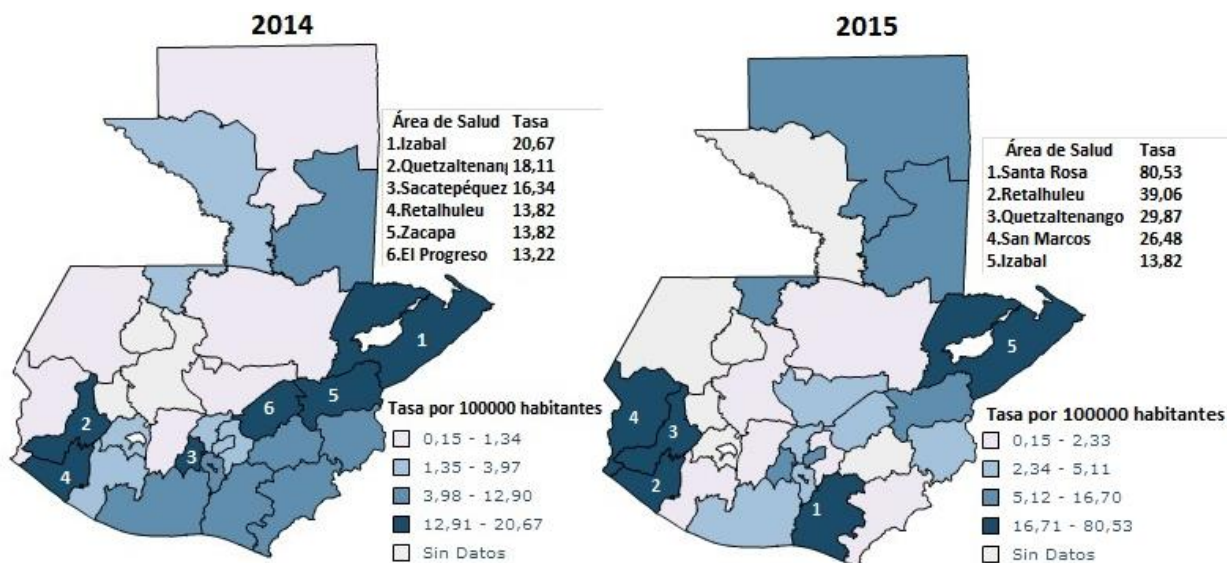 2014
Área de Salud Tasa
1.Izabal 20,67
2.Quetzaltenang 18,11
3.Sacatepéquez 16,34
4.Retalhuleu 13,82
5.Zacapa 13,82
6.El Progreso 13,22
1
2
3
4
5
6
Tasa por 100000 habitantes
0,15 - 1,34
1,35 - 3,97
3,98 - 12,90
12,91 - 20,67
Sin Datos
2015
Área de Salud Tasa
1.Santa Rosa 80,53
2.Retalhuleu 39,06
3.Quetzaltenango 29,87
4.San Marcos 26,48
5.Izabal 13,82
5
4
3
2
1
Tasa por 100000 habitantes
0,15 - 2,33
2,34 - 5,11
5,12 - 16,70
16,71 - 80,53
Sin Datos